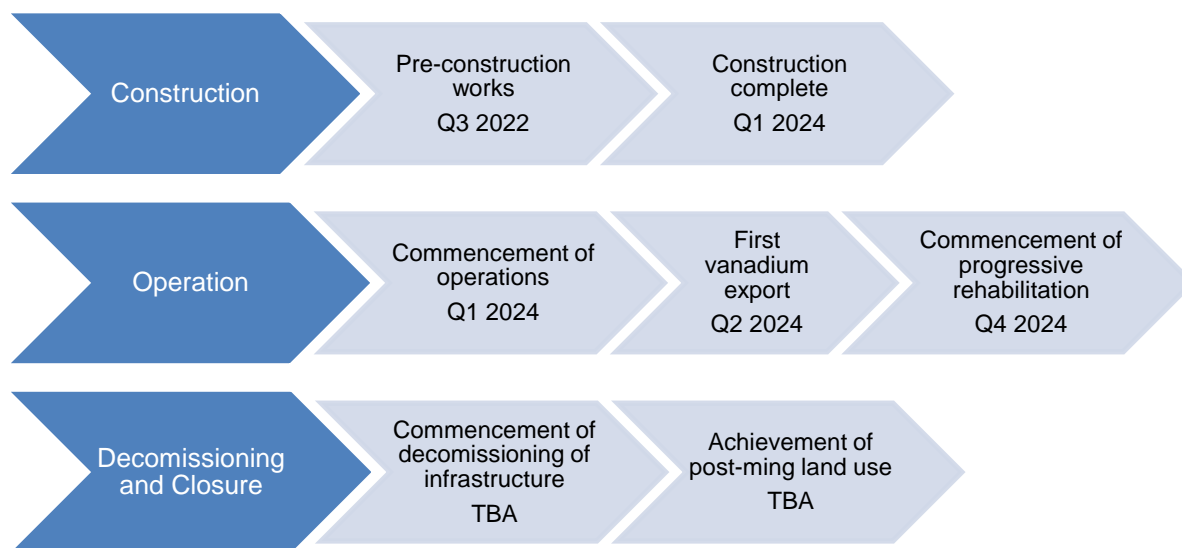 Construction
Pre-construction
works
Q3 2022
Construction
complete
Q1 2024
Operation
Commencement of
operations
Q1 2024
First
vanadium
export
Q2 2024
Commencement of
progressive
rehabilitation
Q4 2024
Decomissioning
and Closure
Commencement of
decomissioning of
infrastructure
TBA
Achievement of
post-ming land use
TBA